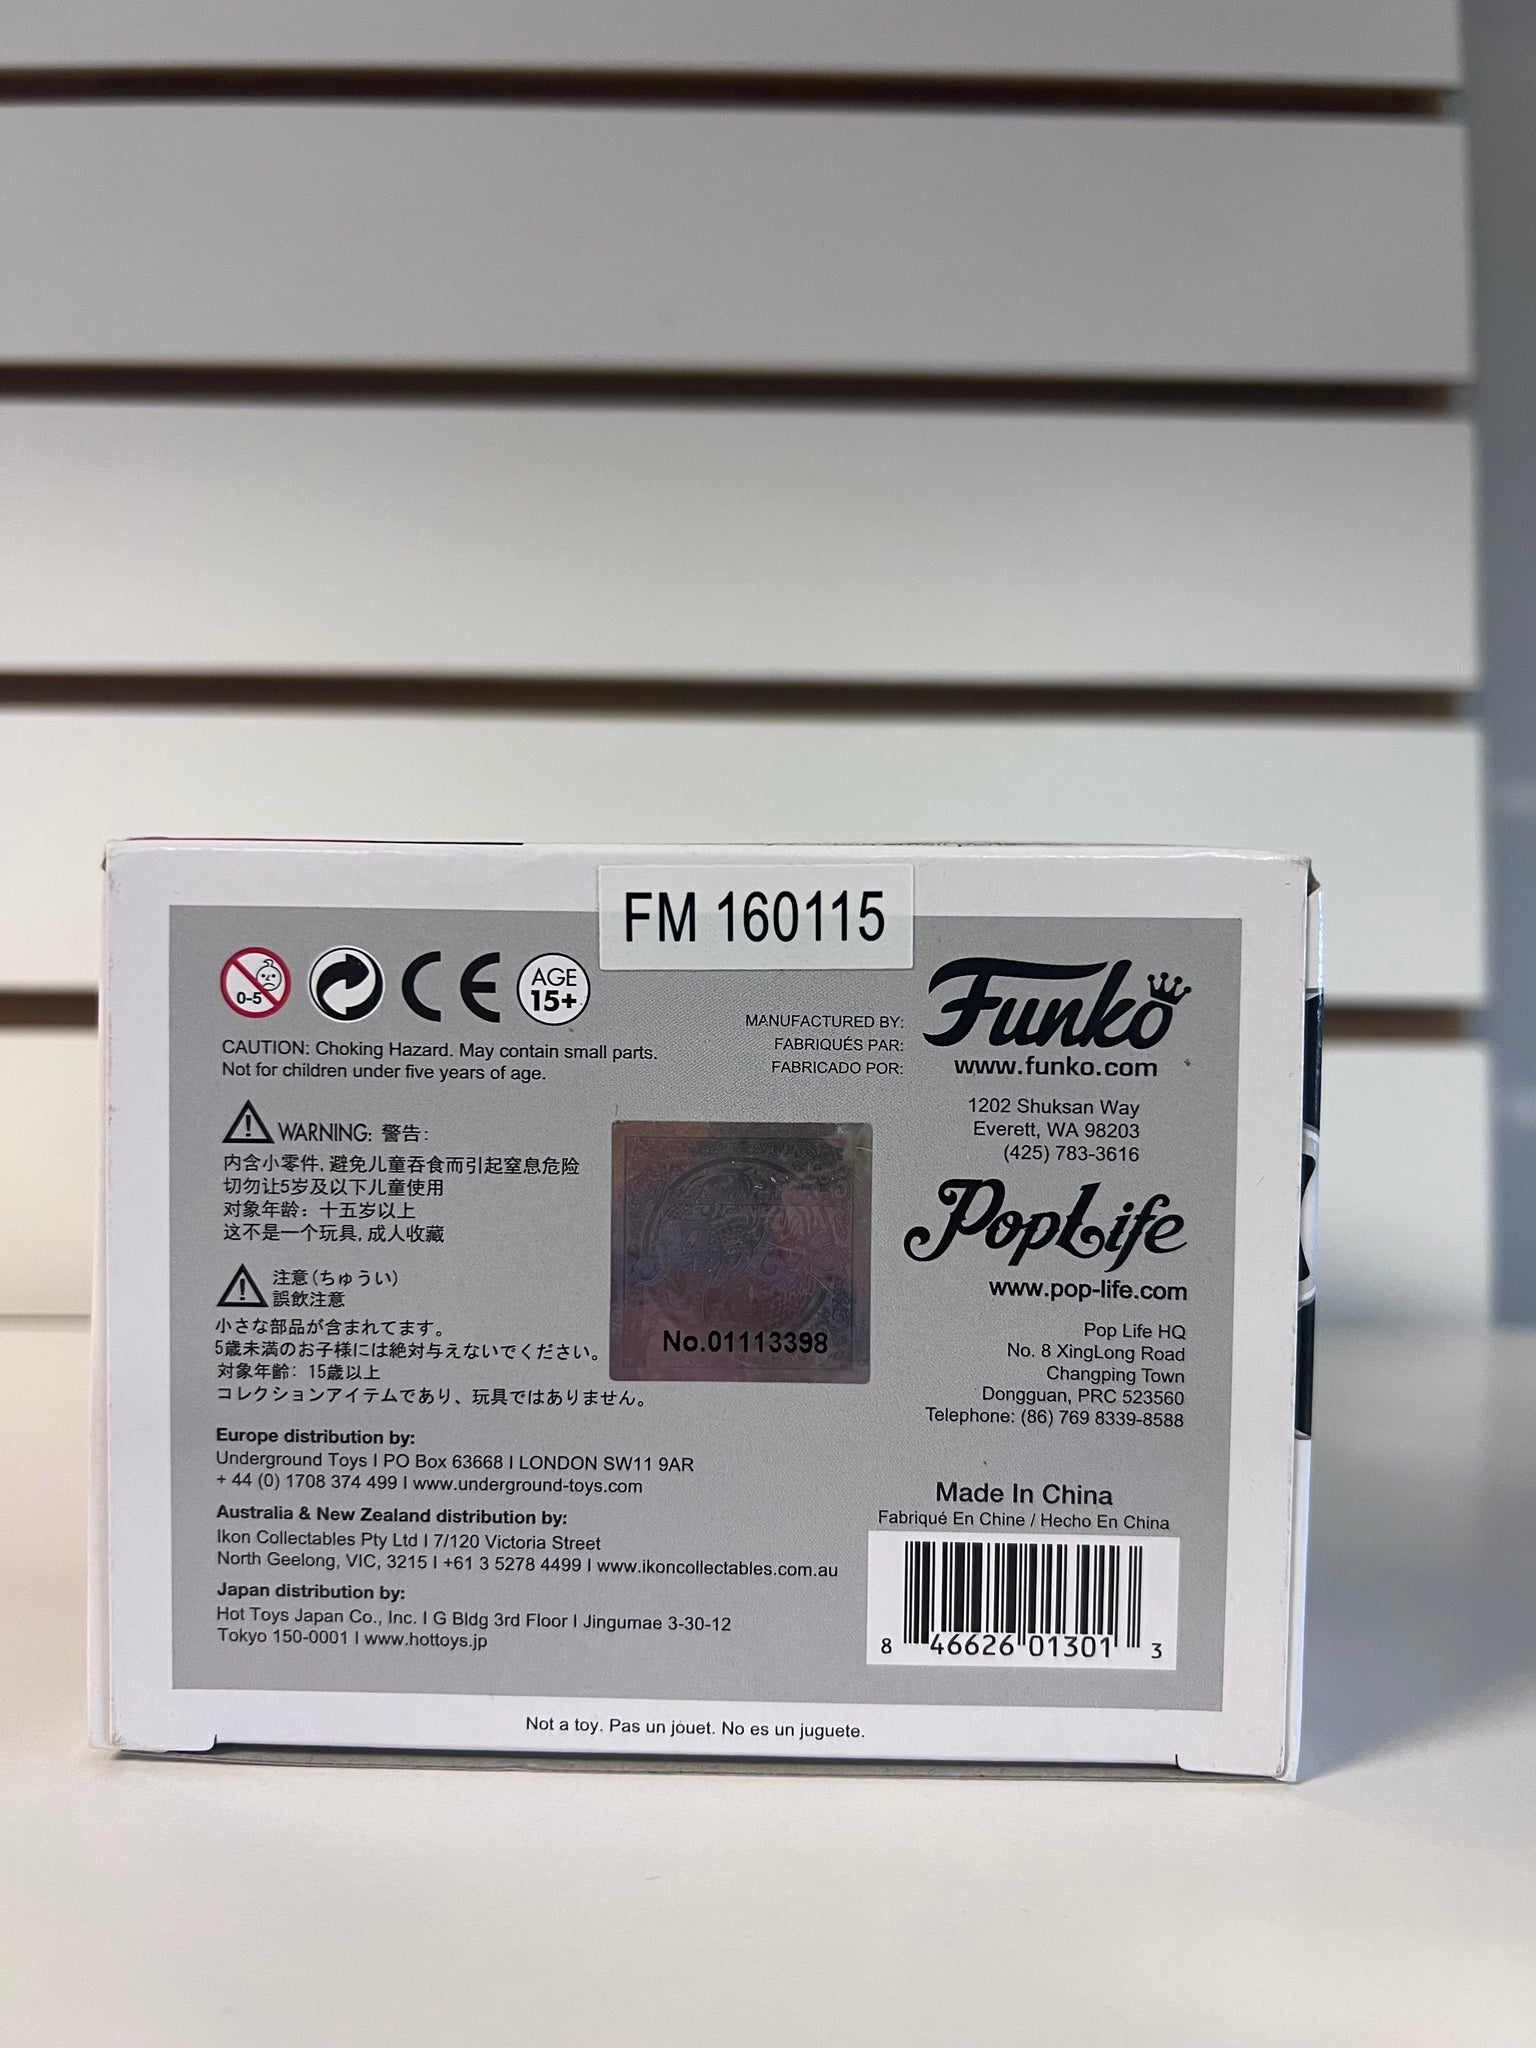 FM 160115
0-5
CE
AGE
15+
CAUTION: Choking Hazard. May contain small parts.
Not for children under five years of age.
WARNING: 警告:
内含小零件, 避免儿童吞食而引起窒息危险
切勿让5岁及以下儿童使用
对象年龄：十五岁以上
这不是一个玩具, 成人收藏
注意(ちゅうい)
誤飲注意
小さな部品が含まれてます。
5歳未満のお子様には絶対与えないでください。
対象年齢: 15歳以上
コレクションアイテムであり、玩具ではありません。
Europe distribution by:
Underground Toys I PO Box 63668 I LONDON SW11 9AR
+ 44 (0) 1708 374 499 I www.underground-toys.com
Australia & New Zealand distribution by:
Ikon Collectables Pty Ltd I 7/120 Victoria Street
North Geelong, VIC, 3215 I +61 3 5278 4499 I www.ikoncollectables.com.au
Japan distribution by:
Hot Toys Japan Co., Inc. I G Bldg 3rd Floor I Jingumae 3-30-12
Tokyo 150-0001 I www.hottoys.jp
No.01113398
MANUFACTURED BY:
FABRIQUÉS PAR:
FABRICADO POR:
Funko
www.funko.com
1202 Shuksan Way
Everett, WA 98203
(425) 783-3616
PopLife
www.pop-life.com
Pop Life HQ
No. 8 XingLong Road
Changping Town
Dongguan, PRC 523560
Telephone: (86) 769 8339-8588
Made In China
Fabriqué En Chine / Hecho En China
8 46626 01301 3
Not a toy. Pas un jouet. No es un juguete.